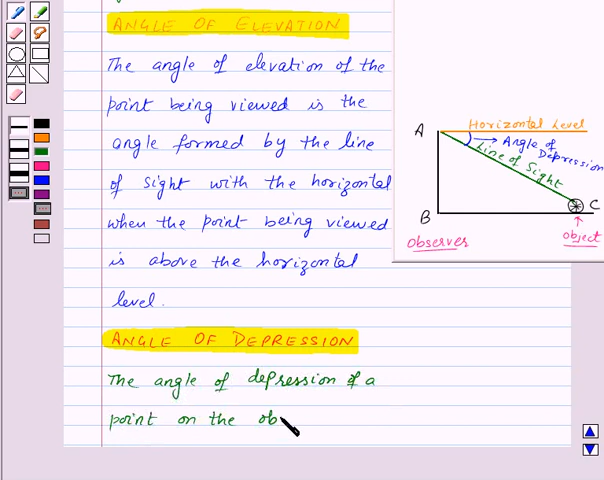 ANGLE OF ELEVATION
The angle of elevation of the
point being viewed is the
angle formed by the line
of sight with the horizontal
when the point being viewed
is above the horizontal
level.
ANGLE OF DEPRESSION
The angle of depression of a
point on the ob
Horizontal Level
A
Angle of
Depression
Line of Sight
B
C
Observer
object